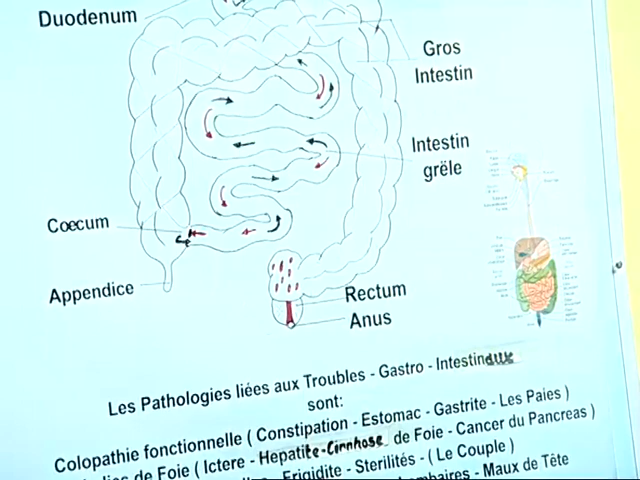 Duodenum
Gros
Intestin
Intestin
grële
Coecum
Appendice
Rectum
Anus
Les Pathologies liées aux Troubles - Gastro - Intestinaux
sont:
Colopathie fonctionnelle ( Constipation - Estomac - Gastrite - Les Paies )
de Foie ( Ictere - Hepatite-Cirrhose de Foie - Cancer du Pancreas )
Frigidite - Sterilités - ( Le Couple )
- Maux de Tête